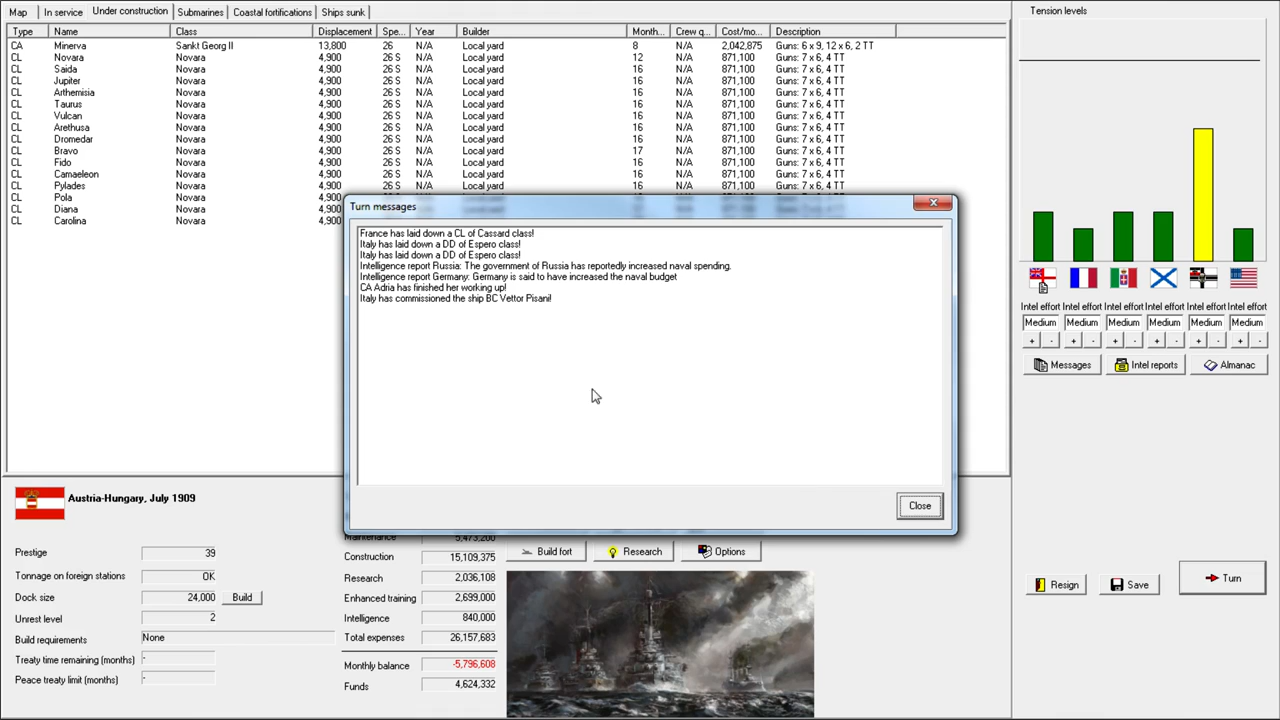 Map In service Under construction Submarines Coastal fortifications Ships sunk
Type Name Class Displacement Spe... Year Builder Month... Crew q... Cost/mo... Description
CA Minerva Sankt Georg II 13,800 26 N/A Local yard 8 N/A 2,042,875 Guns: 6 x 9, 12 x 6, 2 TT
CL Novara Novara 4,900 26 S N/A Local yard 12 N/A 871,100 Guns: 7 x 6, 4 TT
CL Saida Novara 4,900 26 S N/A Local yard 16 N/A 871,100 Guns: 7 x 6, 4 TT
CL Jupiter Novara 4,900 26 S N/A Local yard 16 N/A 871,100 Guns: 7 x 6, 4 TT
CL Arthemisia Novara 4,900 26 S N/A Local yard 16 N/A 871,100 Guns: 7 x 6, 4 TT
CL Taurus Novara 4,900 26 S N/A Local yard 16 N/A 871,100 Guns: 7 x 6, 4 TT
CL Vulcan Novara 4,900 26 S N/A Local yard 16 N/A 871,100 Guns: 7 x 6, 4 TT
CL Arethusa Novara 4,900 26 S N/A Local yard 16 N/A 871,100 Guns: 7 x 6, 4 TT
CL Dromedar Novara 4,900 26 S N/A Local yard 16 N/A 871,100 Guns: 7 x 6, 4 TT
CL Bravo Novara 4,900 26 S N/A Local yard 17 N/A 871,100 Guns: 7 x 6, 4 TT
CL Fido Novara 4,900 26 S N/A Local yard 16 N/A 871,100 Guns: 7 x 6, 4 TT
CL Camaeleon Novara 4,900 26 S N/A Local yard 16 N/A 871,100 Guns: 7 x 6, 4 TT
CL Pylades Novara 4,900 26 S N/A Local yard 16 N/A 871,100 Guns: 7 x 6, 4 TT
CL Pola Novara 4,900
CL Diana Novara 4,900
CL Carolina Novara 4,900
Turn messages
France has laid down a CL of Cassard class!
Italy has laid down a DD of Espero class!
Italy has laid down a DD of Espero class!
Intelligence report Russia: The government of Russia has reportedly increased naval spending.
Intelligence report Germany: Germany is said to have increased the naval budget
CA Adria has finished her working up!
Italy has commissioned the ship BC Vettor Pisani!
Close
Tension levels
Intel effort Intel effort Intel effort Intel effort Intel effort Intel effort
Medium Medium Medium Medium Medium Medium
+ - + - + - + - + - + -
Messages Intel reports Almanac
Austria-Hungary, July 1909
Prestige 39
Tonnage on foreign stations OK
Dock size 24,000 Build
Unrest level 2
Build requirements None
Treaty time remaining (months) -
Peace treaty limit (months) -
Maintenance 5,473,200
Construction 15,109,375
Research 2,036,108
Enhanced training 2,699,000
Intelligence 840,000
Total expenses 26,157,683
Monthly balance -5,796,608
Funds 4,624,332
Build fort Research Options
Resign Save Turn